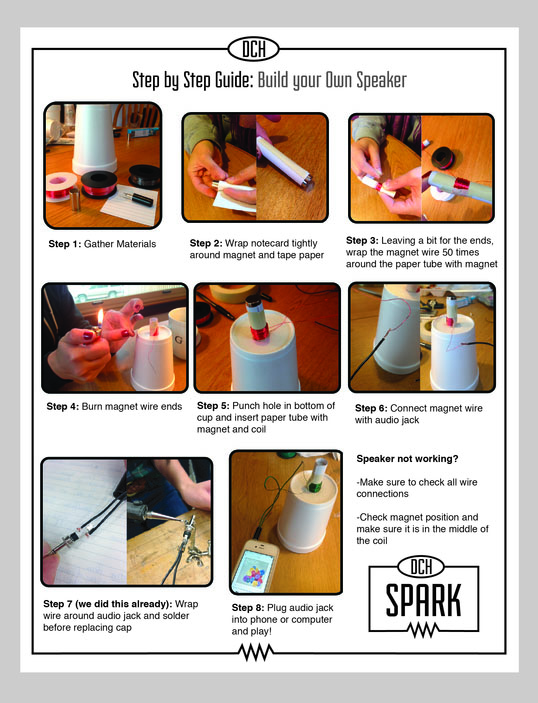 DCH
Step by Step Guide: Build your Own Speaker
Step 1: Gather Materials
Step 2: Wrap notecard tightly
around magnet and tape paper
Step 3: Leaving a bit for the ends,
wrap the magnet wire 50 times
around the paper tube with magnet
G
Step 4: Burn magnet wire ends
Step 5: Punch hole in bottom of
cup and insert paper tube with
magnet and coil
Step 6: Connect magnet wire
with audio jack
Step 7 (we did this already): Wrap
wire around audio jack and solder
before replacing cap
Step 8: Plug audio jack
into phone or computer
and play!
Speaker not working?
-Make sure to check all wire
connections
-Check magnet position and
make sure it is in the middle of
the coil
DCH
SPARK